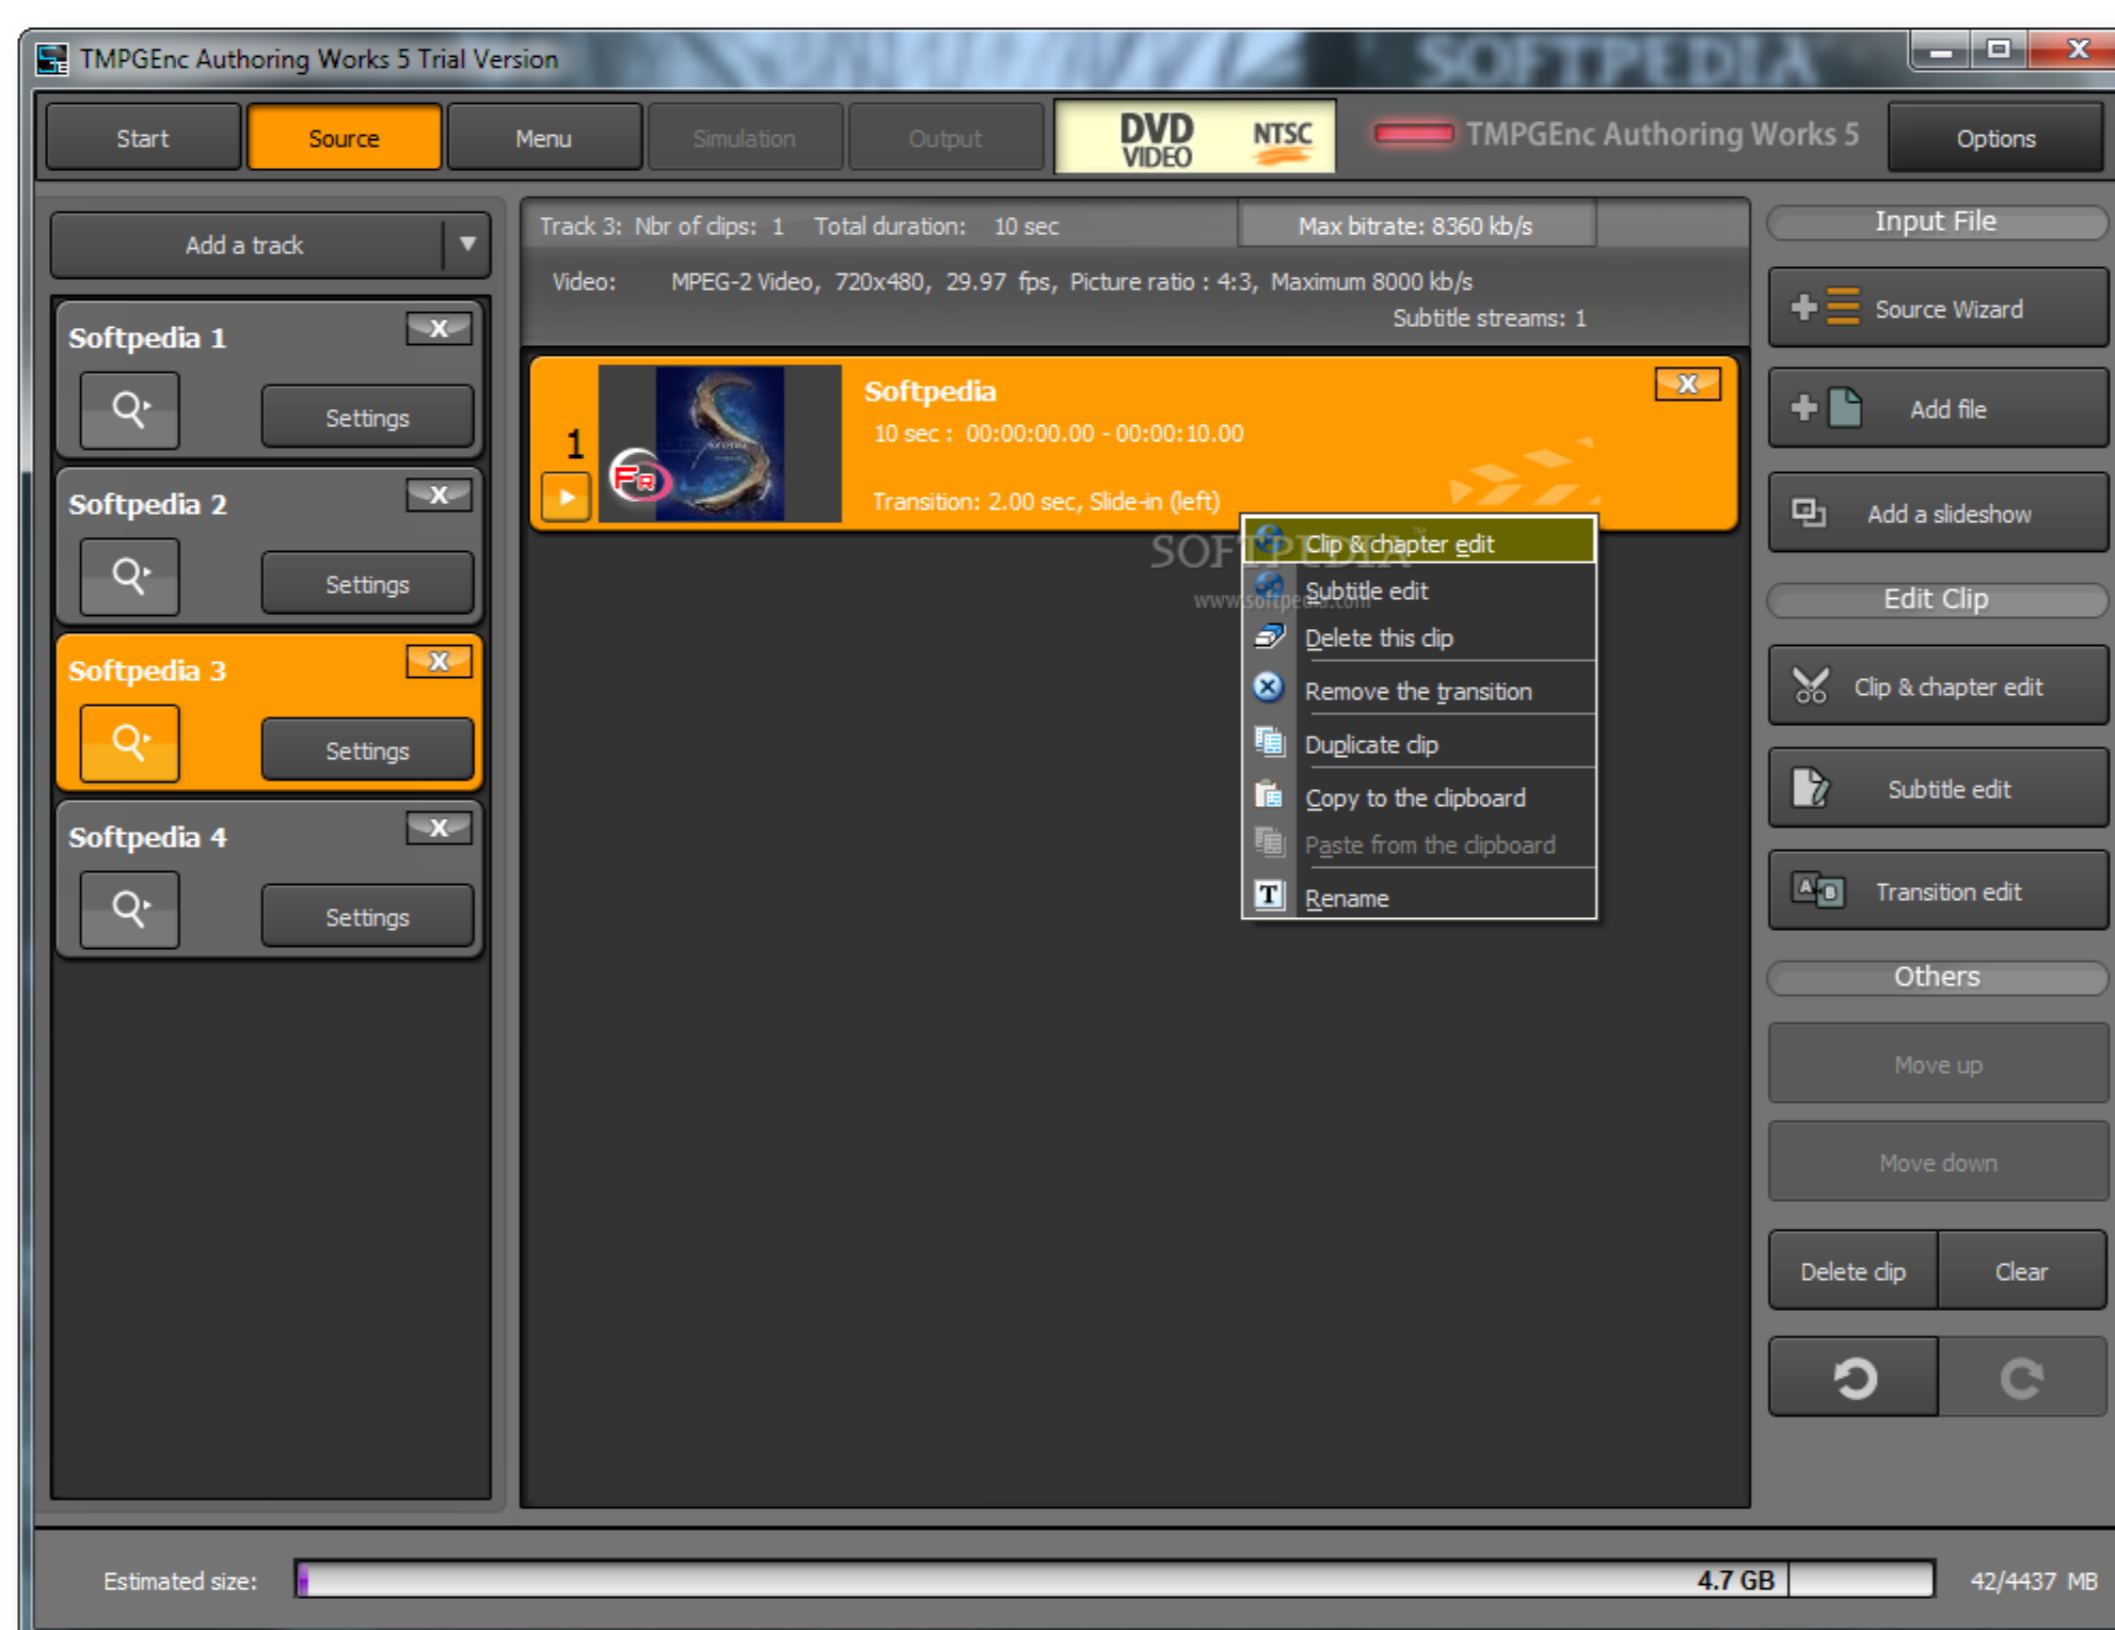 TMPGEnc Authoring Works 5 Trial Version
SOFTPEDIA
Start
Source
Menu
Simulation
Output
DVD VIDEO
NTSC
TMPGEnc Authoring Works 5
Options
Add a track
Softpedia 1
X
Settings
Softpedia 2
X
Settings
Softpedia 3
X
Settings
Softpedia 4
X
Settings
Track 3: Nbr of clips: 1 Total duration: 10 sec
Max bitrate: 8360 kb/s
Video: MPEG-2 Video, 720x480, 29.97 fps, Picture ratio : 4:3, Maximum 8000 kb/s
Subtitle streams: 1
1
FR
Softpedia
X
10 sec : 00:00:00.00 - 00:00:10.00
Transition: 2.00 sec, Slide-in (left)
SOFTPEDIA™
www.softpedia.com
Clip & chapter edit
Subtitle edit
Delete this clip
Remove the transition
Duplicate clip
Copy to the clipboard
Paste from the clipboard
T Rename
Input File
Source Wizard
Add file
Add a slideshow
Edit Clip
Clip & chapter edit
Subtitle edit
A B Transition edit
Others
Move up
Move down
Delete clip
Clear
Estimated size:
4.7 GB
42/4437 MB